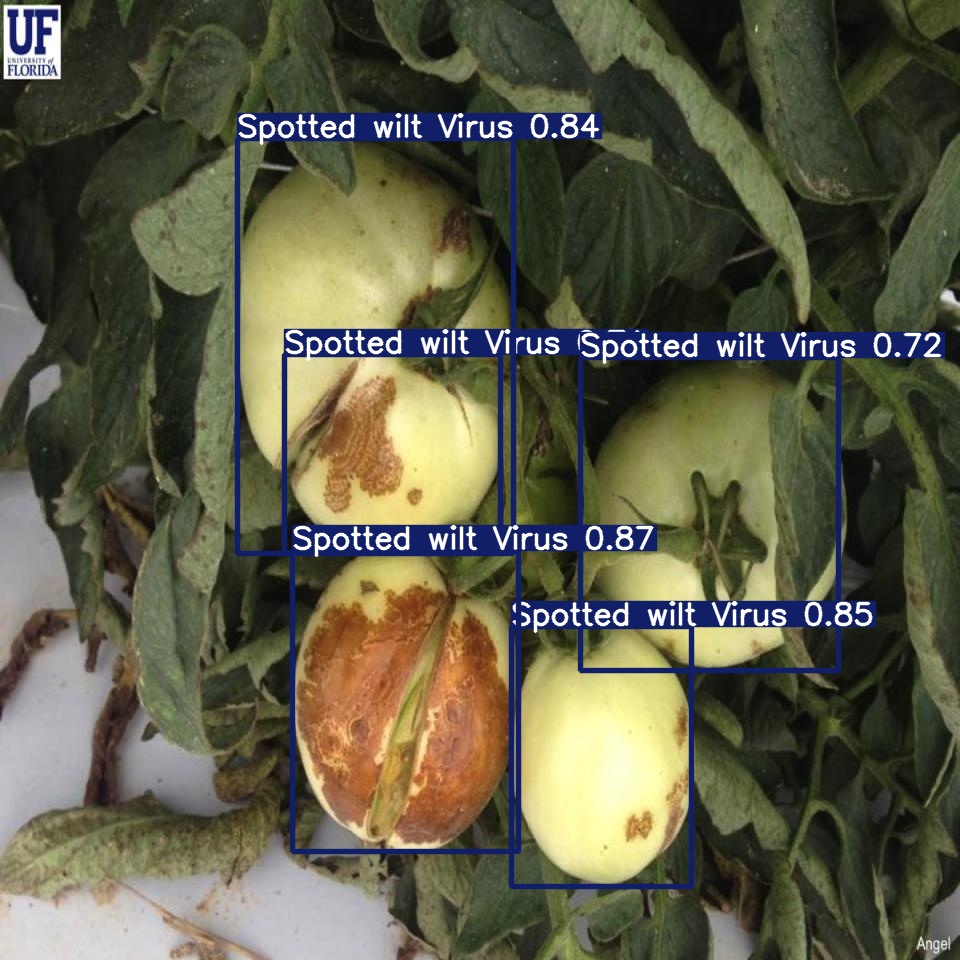 UF
UNIVERSITY of
FLORIDA
Spotted wilt Virus 0.84
Spotted wilt Virus
Spotted wilt Virus 0.72
Spotted wilt Virus 0.87
Spotted wilt Virus 0.85
Angel